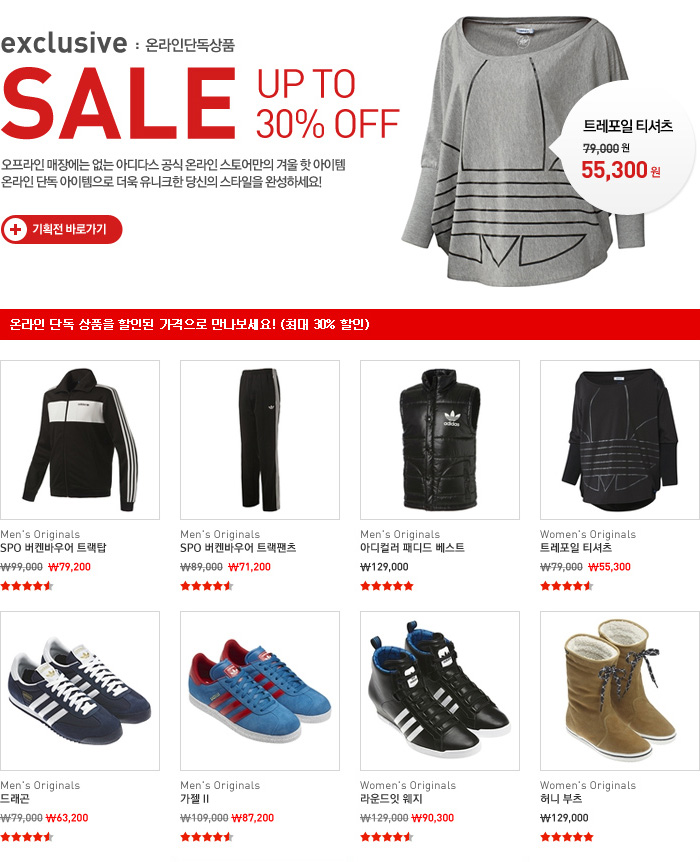 exclusive : 온라인단독상품
SALE UP TO
30% OFF
오프라인 매장에는 없는 아디다스 공식 온라인 스토어만의 겨울 핫 아이템
온라인 단독 아이템으로 더욱 유니크한 당신의 스타일을 완성하세요!
기획전 바로가기
트레포일 티셔츠
79,000 원
55,300 원
온라인 단독 상품을 할인된 가격으로 만나보세요! (최대 30% 할인)
adidas
Men's Originals
SPO 버켄바우어 트랙탑
₩99,000 ₩79,200
Men's Originals
SPO 버켄바우어 트랙팬츠
₩89,000 ₩71,200
Men's Originals
아디컬러 패디드 베스트
₩129,000
Women's Originals
트레포일 티셔츠
₩79,000 ₩55,300
Men's Originals
드래곤
₩79,000 ₩63,200
Men's Originals
가젤 II
₩109,000 ₩87,200
Women's Originals
라운드잇 웨지
₩129,000 ₩90,300
Women's Originals
허니 부츠
₩129,000